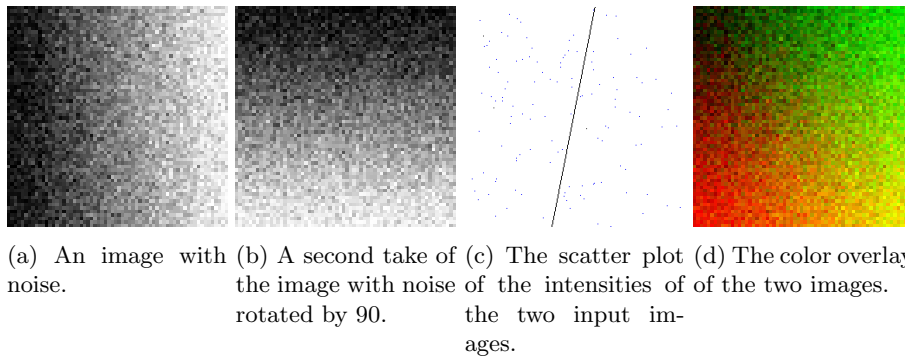 (a) An image with noise.
(b) A second take of the image with noise rotated by 90.
(c) The scatter plot of the intensities of the two input im-
ages.
(d) The color overlay of the two images.